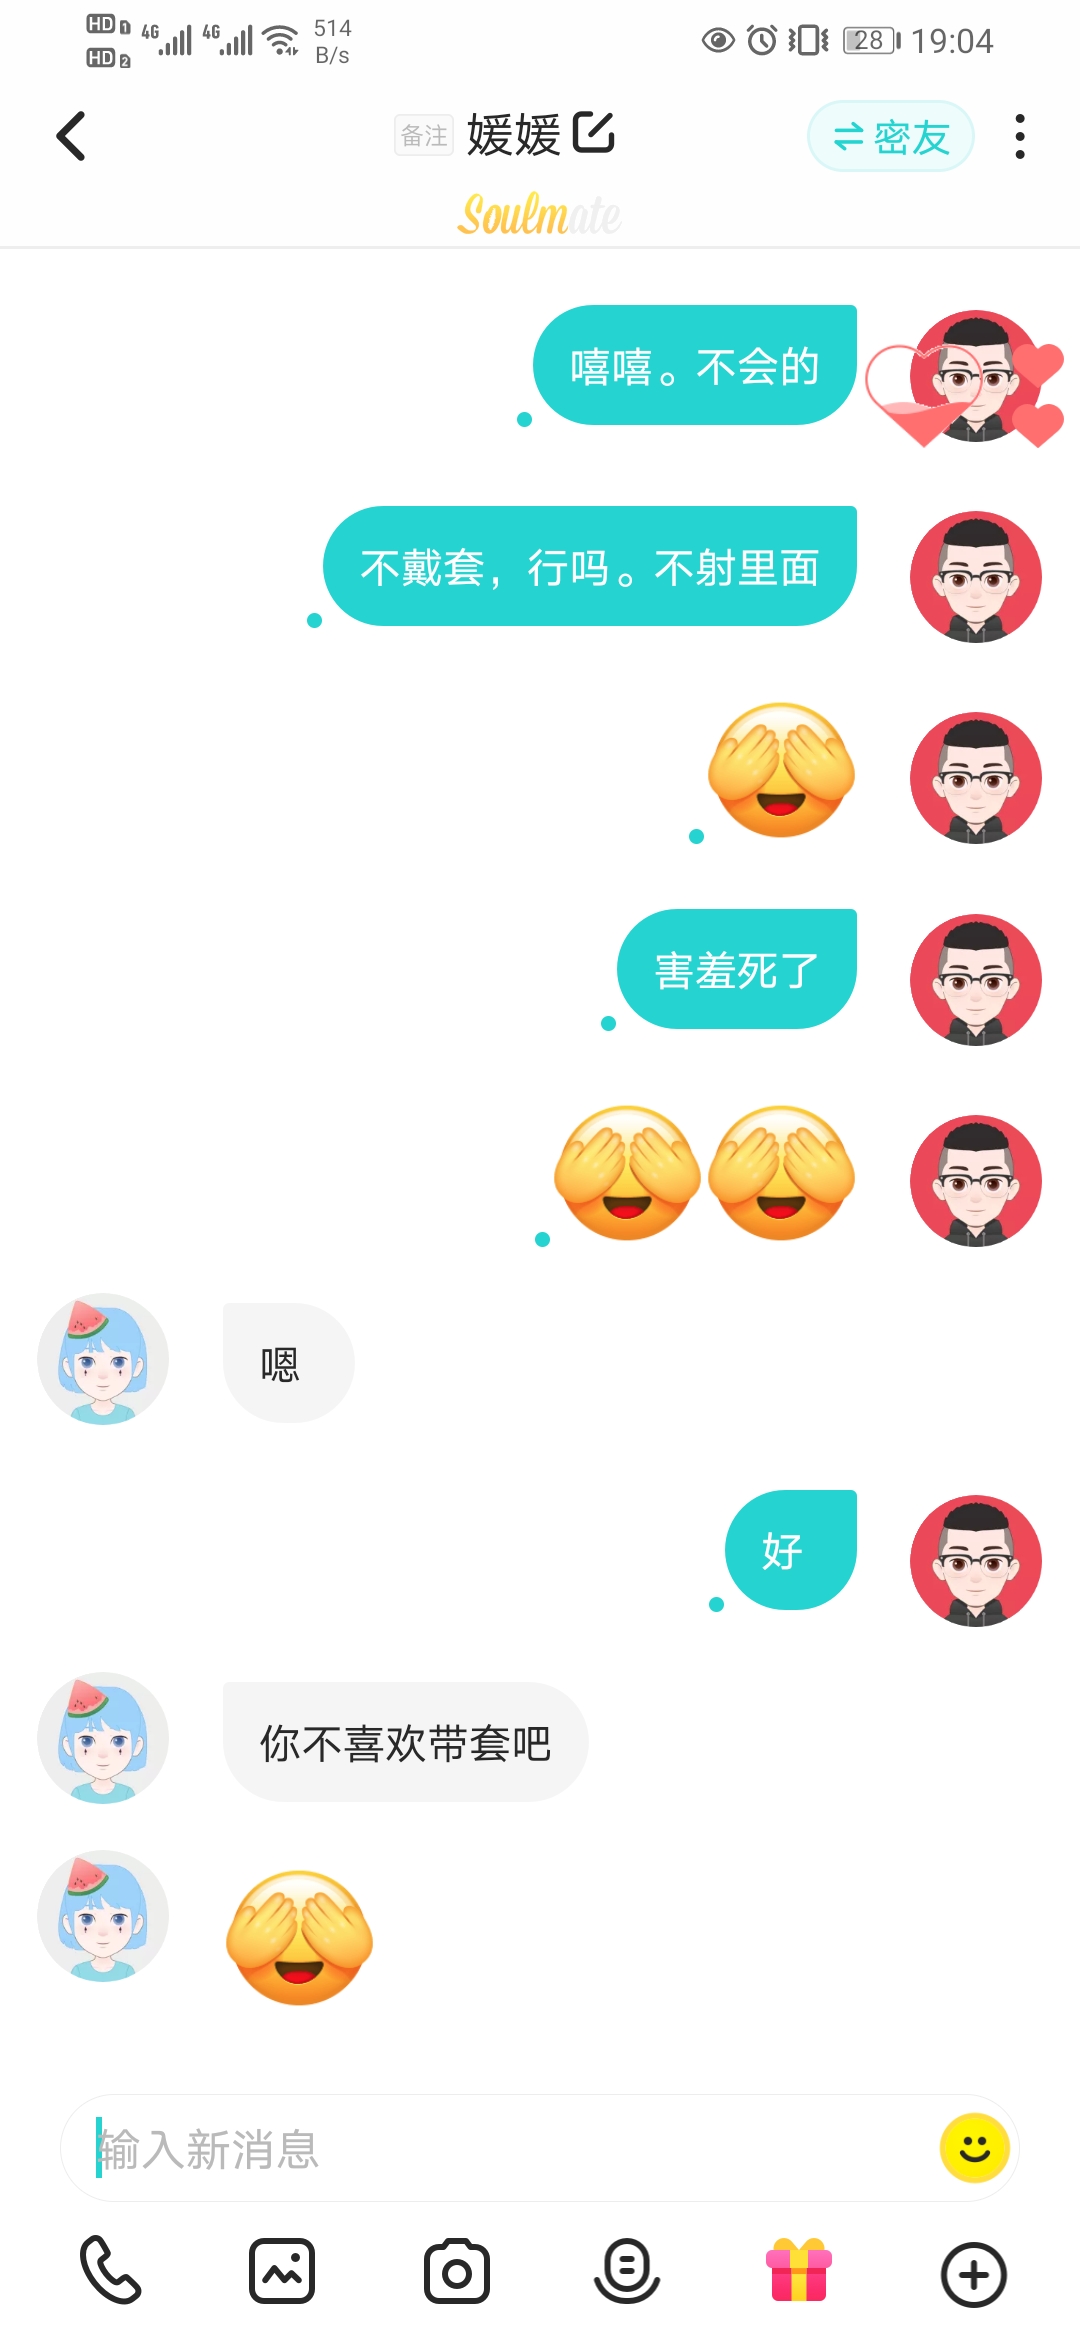 HD 1 4G 4G 514
HD 2 B/s
28 19:04
备注 媛媛 密友
Soulmate
嘻嘻。不会的
不戴套，行吗。不射里面
害羞死了
嗯
好
你不喜欢带套吧
输入新消息